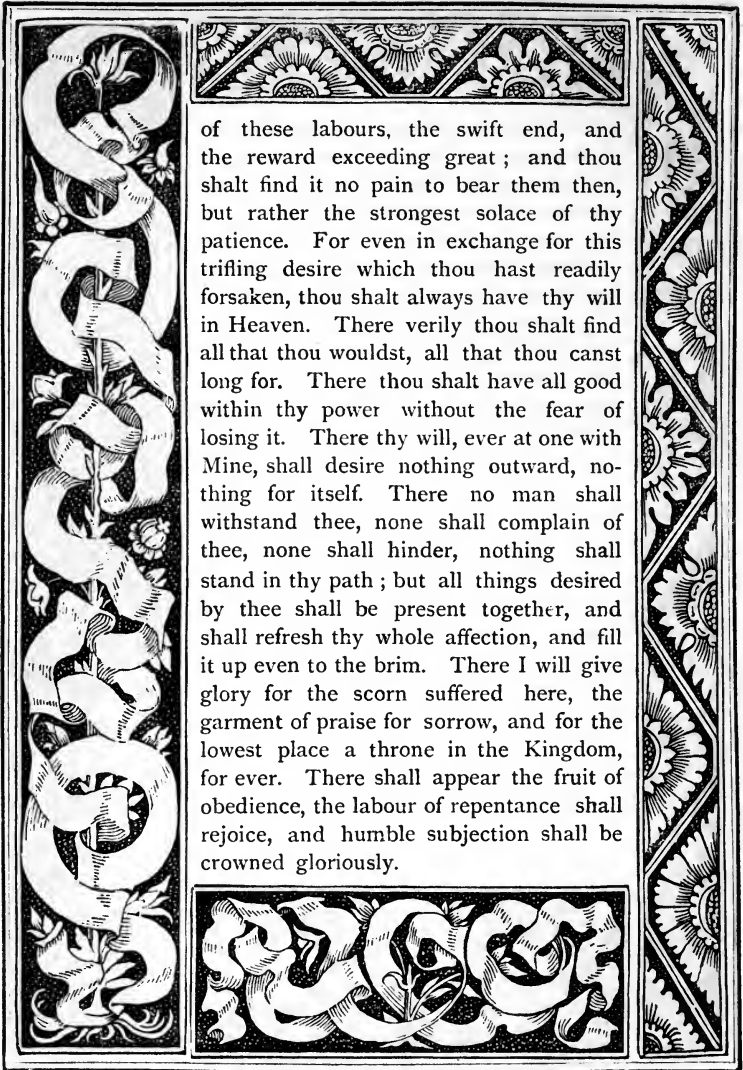 of these labours, the swift end, and
the reward exceeding great ; and thou
shalt find it no pain to bear them then,
but rather the strongest solace of thy
patience. For even in exchange for this
trifling desire which thou hast readily
forsaken, thou shalt always have thy will
in Heaven. There verily thou shalt find
all that thou wouldst, all that thou canst
long for. There thou shalt have all good
within thy power without the fear of
losing it. There thy will, ever at one with
Mine, shall desire nothing outward, no-
thing for itself. There no man shall
withstand thee, none shall complain of
thee, none shall hinder, nothing shall
stand in thy path ; but all things desired
by thee shall be present together, and
shall refresh thy whole affection, and fill
it up even to the brim. There I will give
glory for the scorn suffered here, the
garment of praise for sorrow, and for the
lowest place a throne in the Kingdom,
for ever. There shall appear the fruit of
obedience, the labour of repentance shall
rejoice, and humble subjection shall be
crowned gloriously.